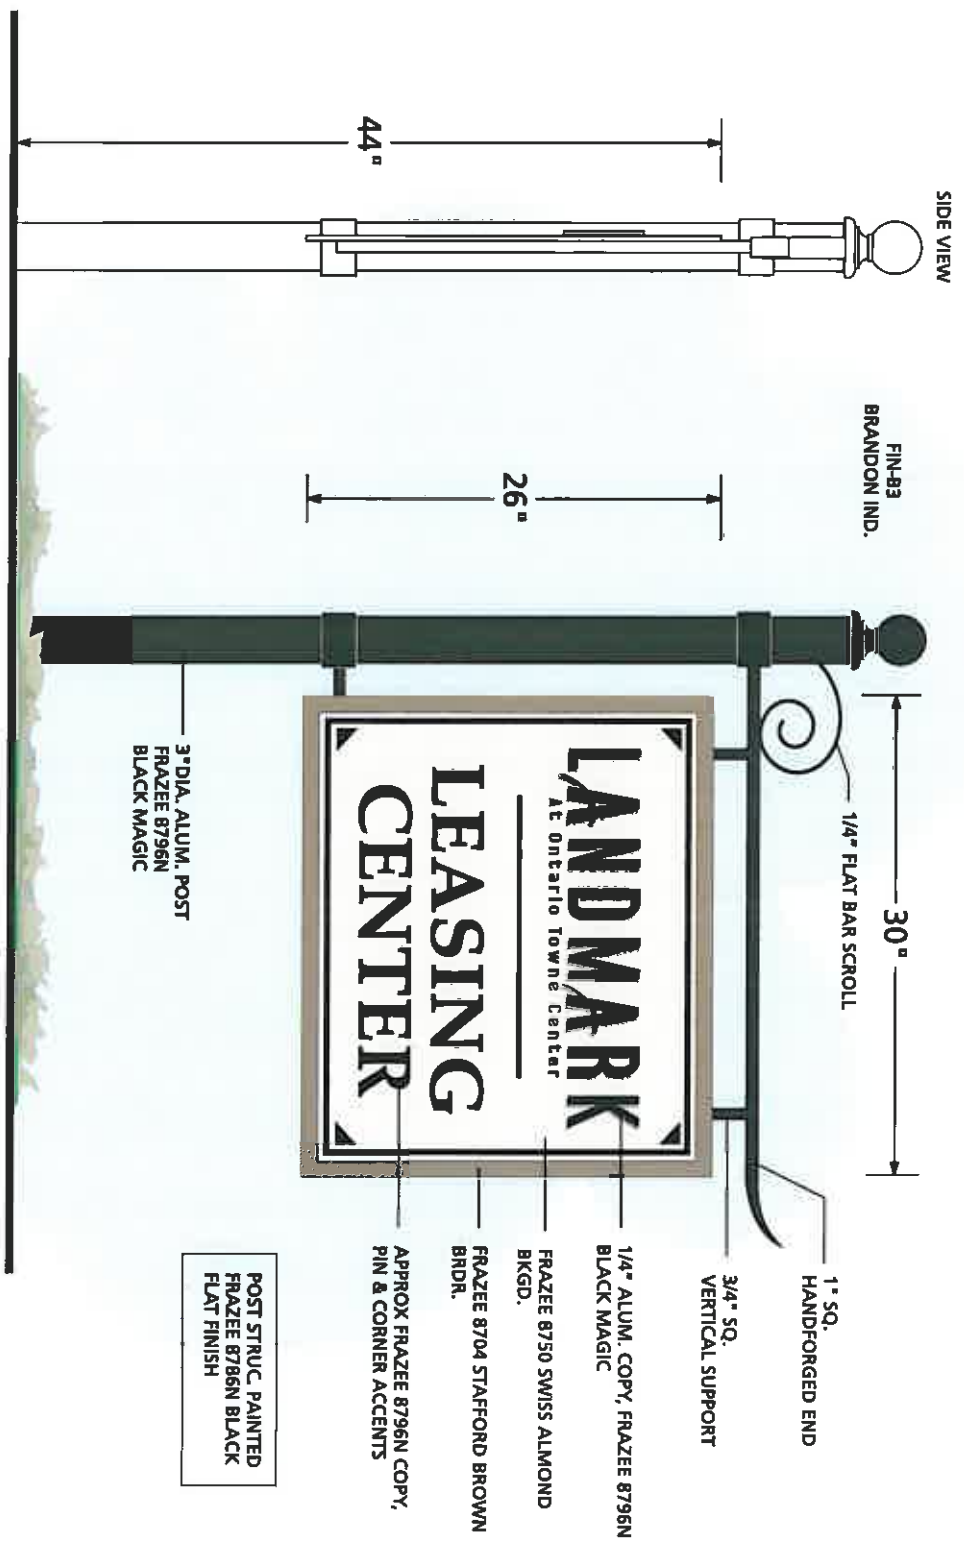 SIDE VIEW
44"
FIN-B3
BRANDON IND.
26"
30"
1/4" FLAT BAR SCROLL
1" SQ.
HANDFORGED END
3/4" SQ.
VERTICAL SUPPORT
LANDMARK
At Ontario Towne Center
LEASING
CENTER
1/4" ALUM. COPY, FRAZEE 8796N
BLACK MAGIC
FRAZEE 8750 SWISS ALMOND
BKGD.
FRAZEE 8704 STAFFORD BROWN
BRDR.
APPROX FRAZEE 8796N COPY,
PIN & CORNER ACCENTS
3"DIA. ALUM. POST
FRAZEE 8796N
BLACK MAGIC
POST STRUC. PAINTED
FRAZEE 8786N BLACK
FLAT FINISH